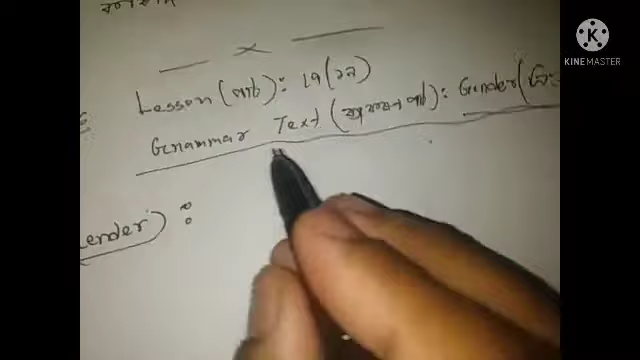 KINEMASTER
Lesson (পাঠ): 19 (১৯)
Grammar Text (ব্যাকরণ পাঠ): Gender (লিঙ্গ
ender) :